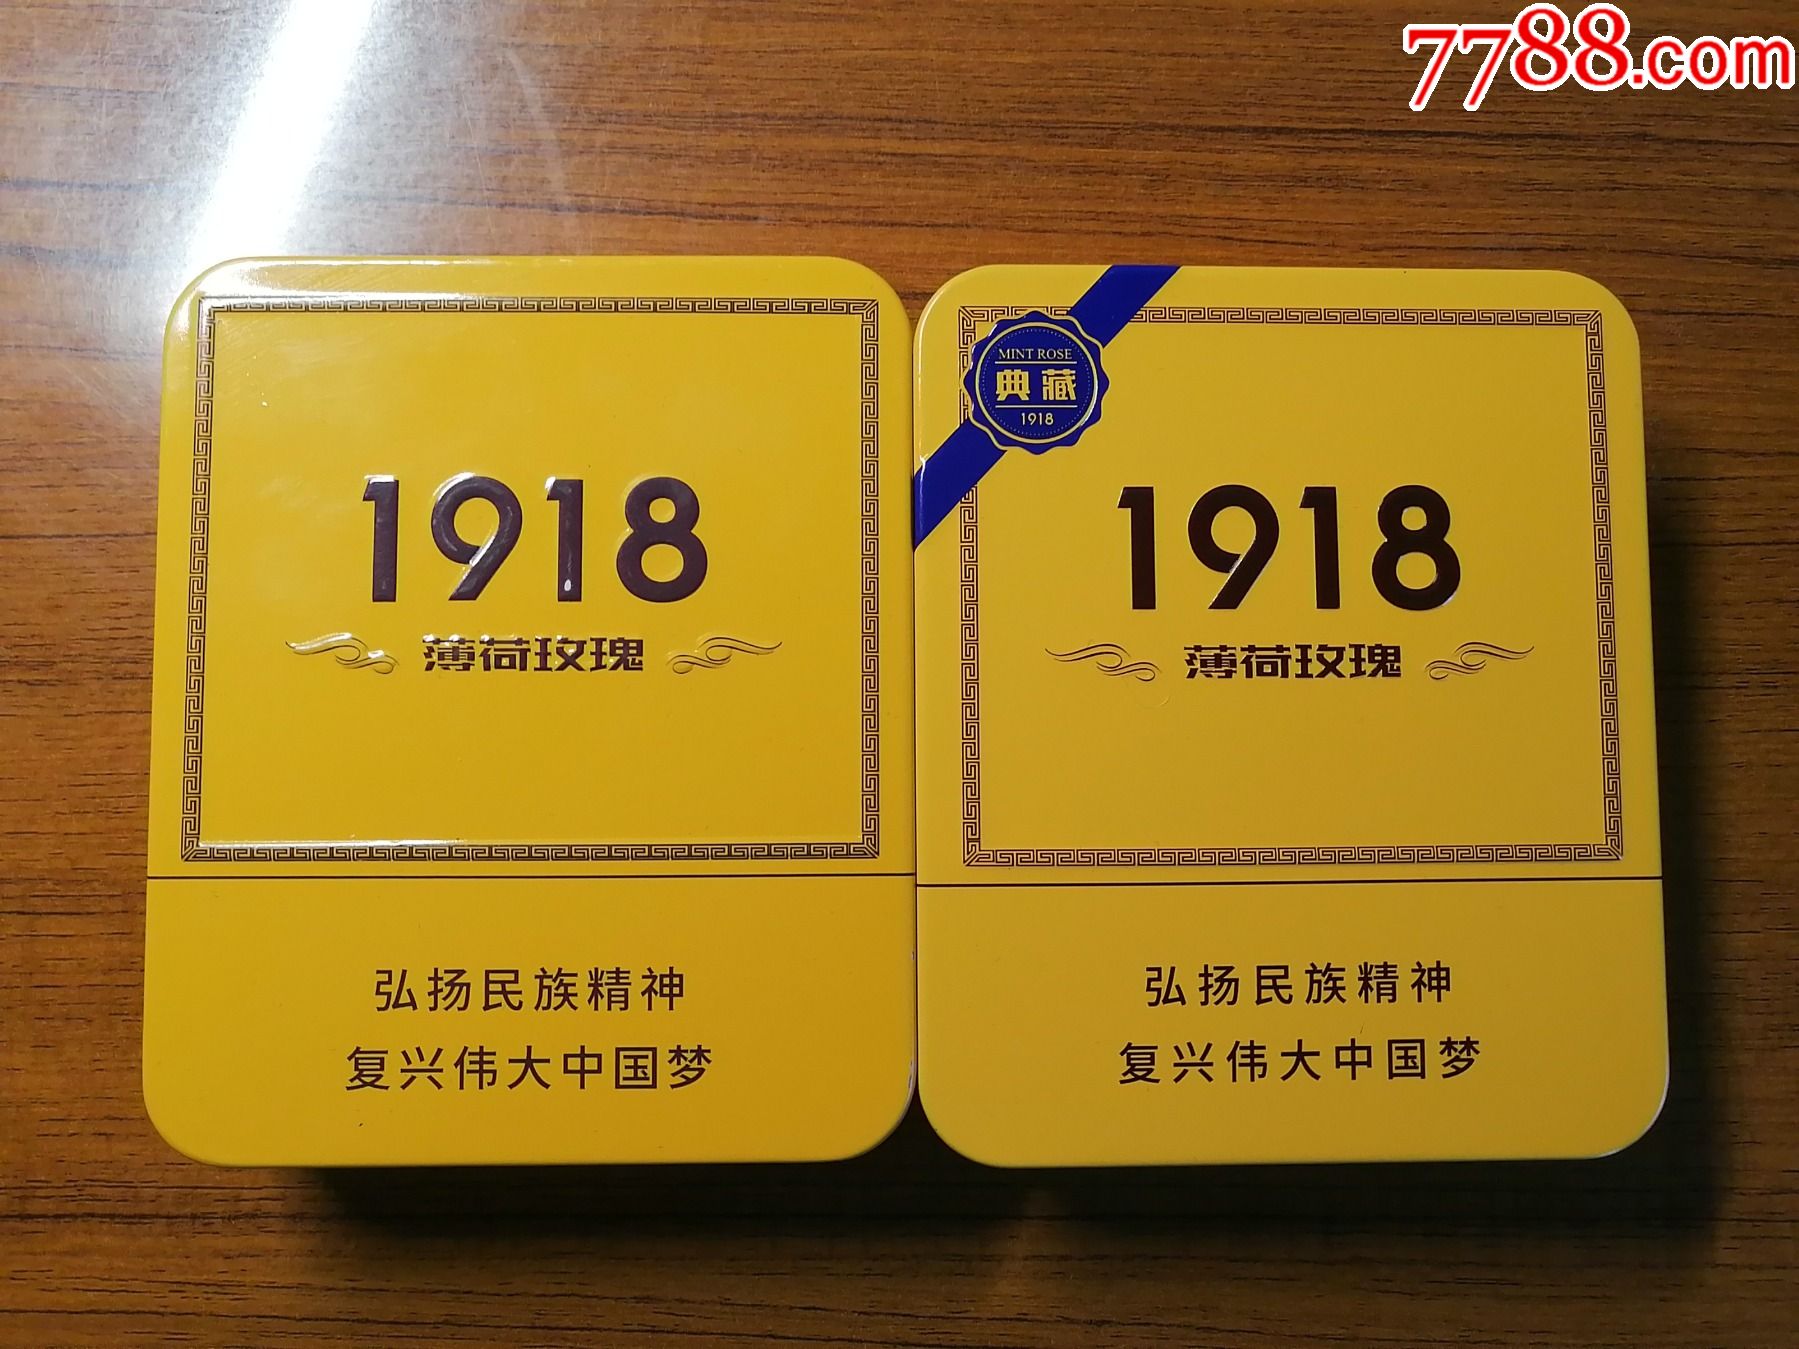 7788.com
1918
薄荷玫瑰
弘扬民族精神
复兴伟大中国梦
MINT ROSE
典藏
1918
1918
薄荷玫瑰
弘扬民族精神
复兴伟大中国梦